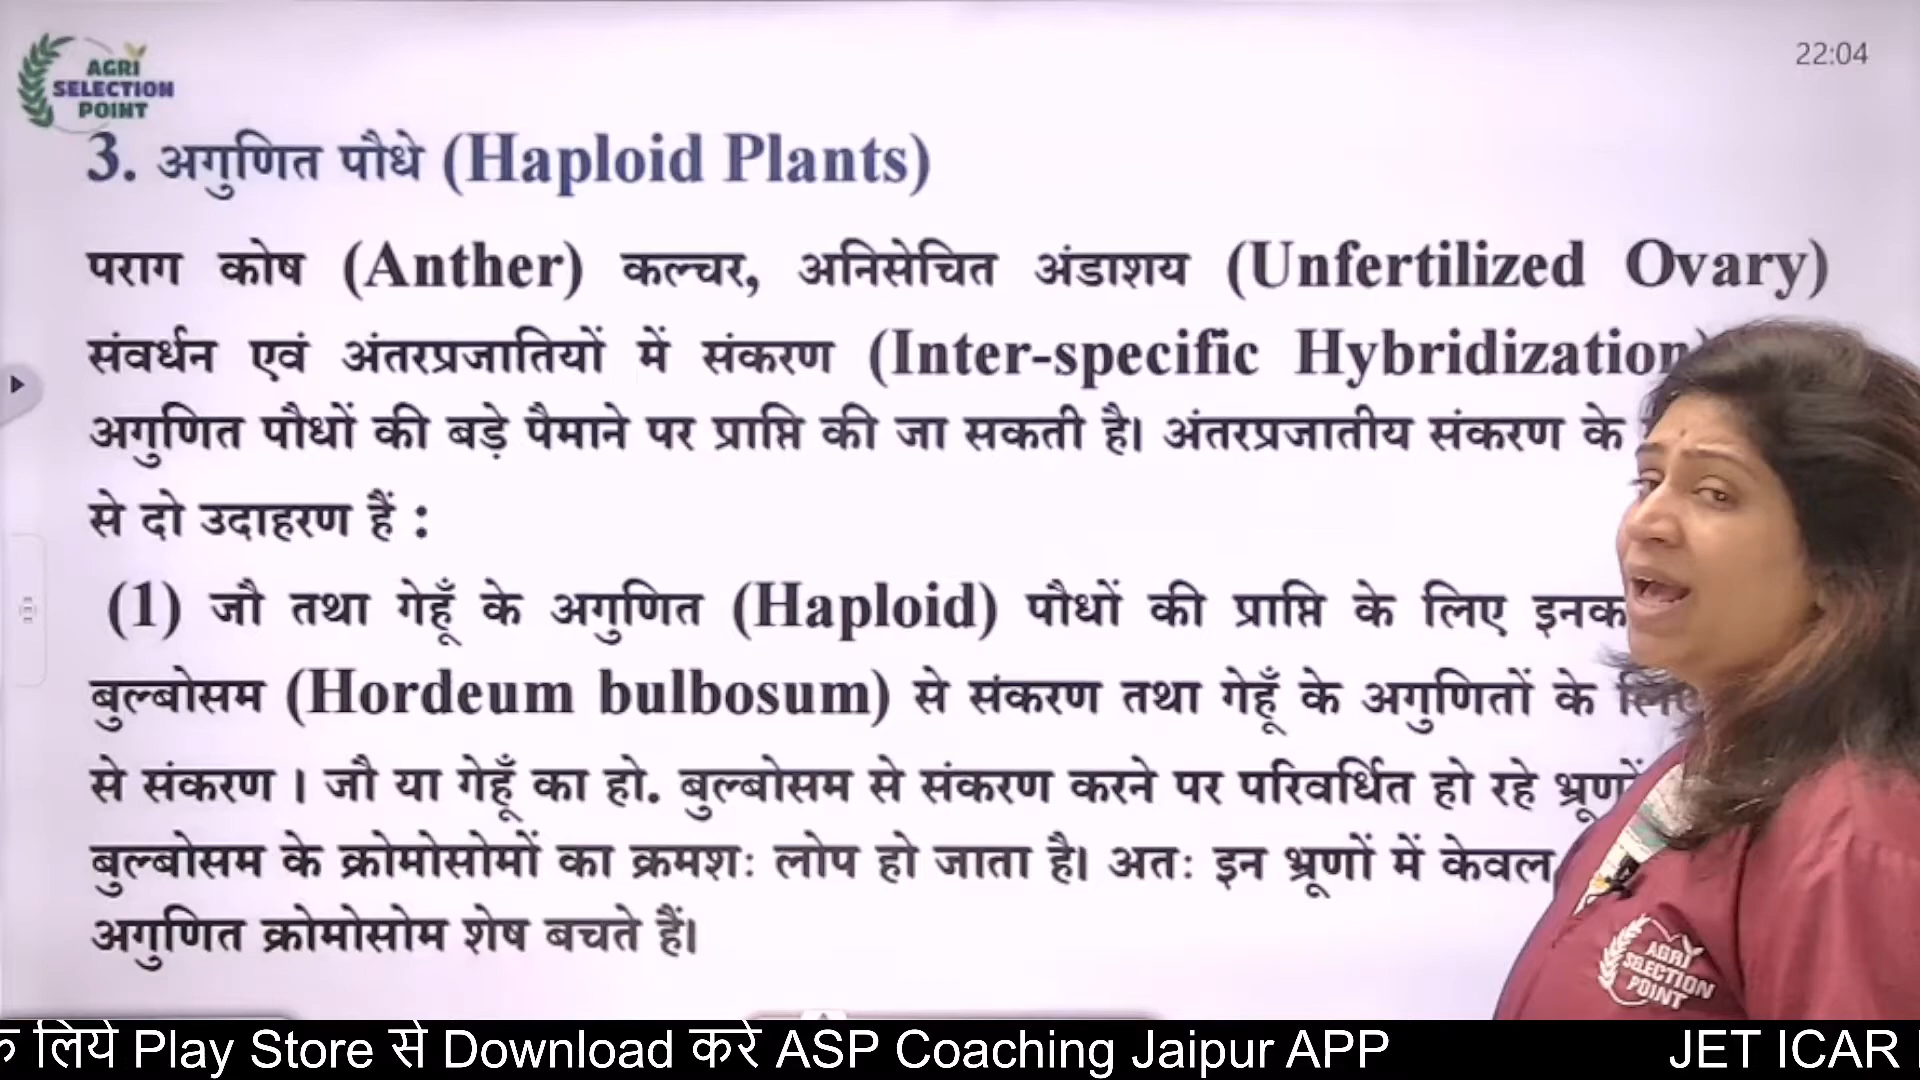 AGRI
SELECTION
POINT
22:04
3. अगुणित पौधे (Haploid Plants)
पराग कोष (Anther) कल्चर, अनिसेचित अंडाशय (Unfertilized Ovary)
संवर्धन एवं अंतरप्रजातियों में संकरण (Inter-specific Hybridization)
अगुणित पौधों की बड़े पैमाने पर प्राप्ति की जा सकती है। अंतरप्रजातीय संकरण के
से दो उदाहरण हैं :
(1) जौ तथा गेहूँ के अगुणित (Haploid) पौधों की प्राप्ति के लिए
बुल्बोसम (Hordeum bulbosum) से संकरण तथा गेहूँ के अगुणितों के
से संकरण । जौ या गेहूँ का हो. बुल्बोसम से संकरण करने पर परिवर्धित हो रहे
बुल्बोसम के क्रोमोसोमों का क्रमशः लोप हो जाता है। अतः इन भ्रूणों में केवल
अगुणित क्रोमोसोम शेष बचते हैं।
AGRI
SELECTION
POINT
लिये Play Store से Download करें ASP Coaching Jaipur APP
JET ICAR